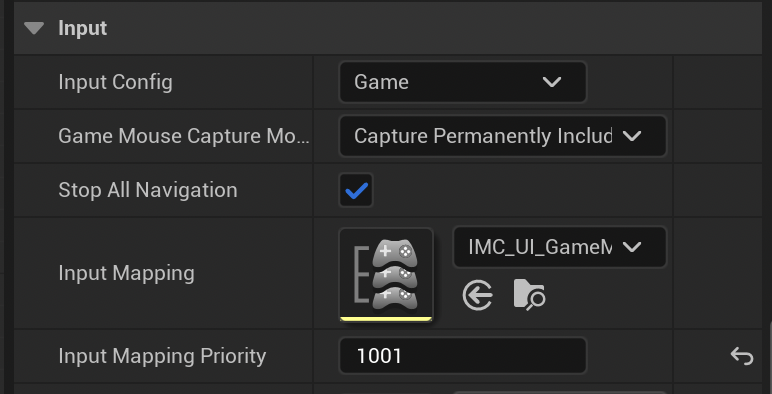 Input
Input Config
Game
Game Mouse Capture Mo...
Capture Permanently Includ
Stop All Navigation
Input Mapping
IMC_UI_GameM
Input Mapping Priority
1001